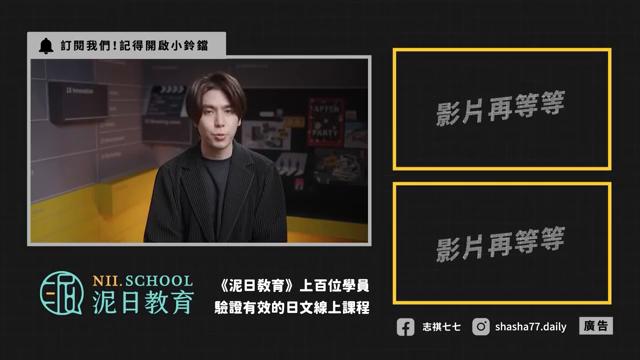 訂閱我們!記得開啟小鈴鐺
AFTER
PARTY
影片再等等
影片再等等
NII.SCHOOL
泥日教育
《泥日教育》上百位學員
驗證有效的日文線上課程
志祺七七
shasha77.daily
廣告